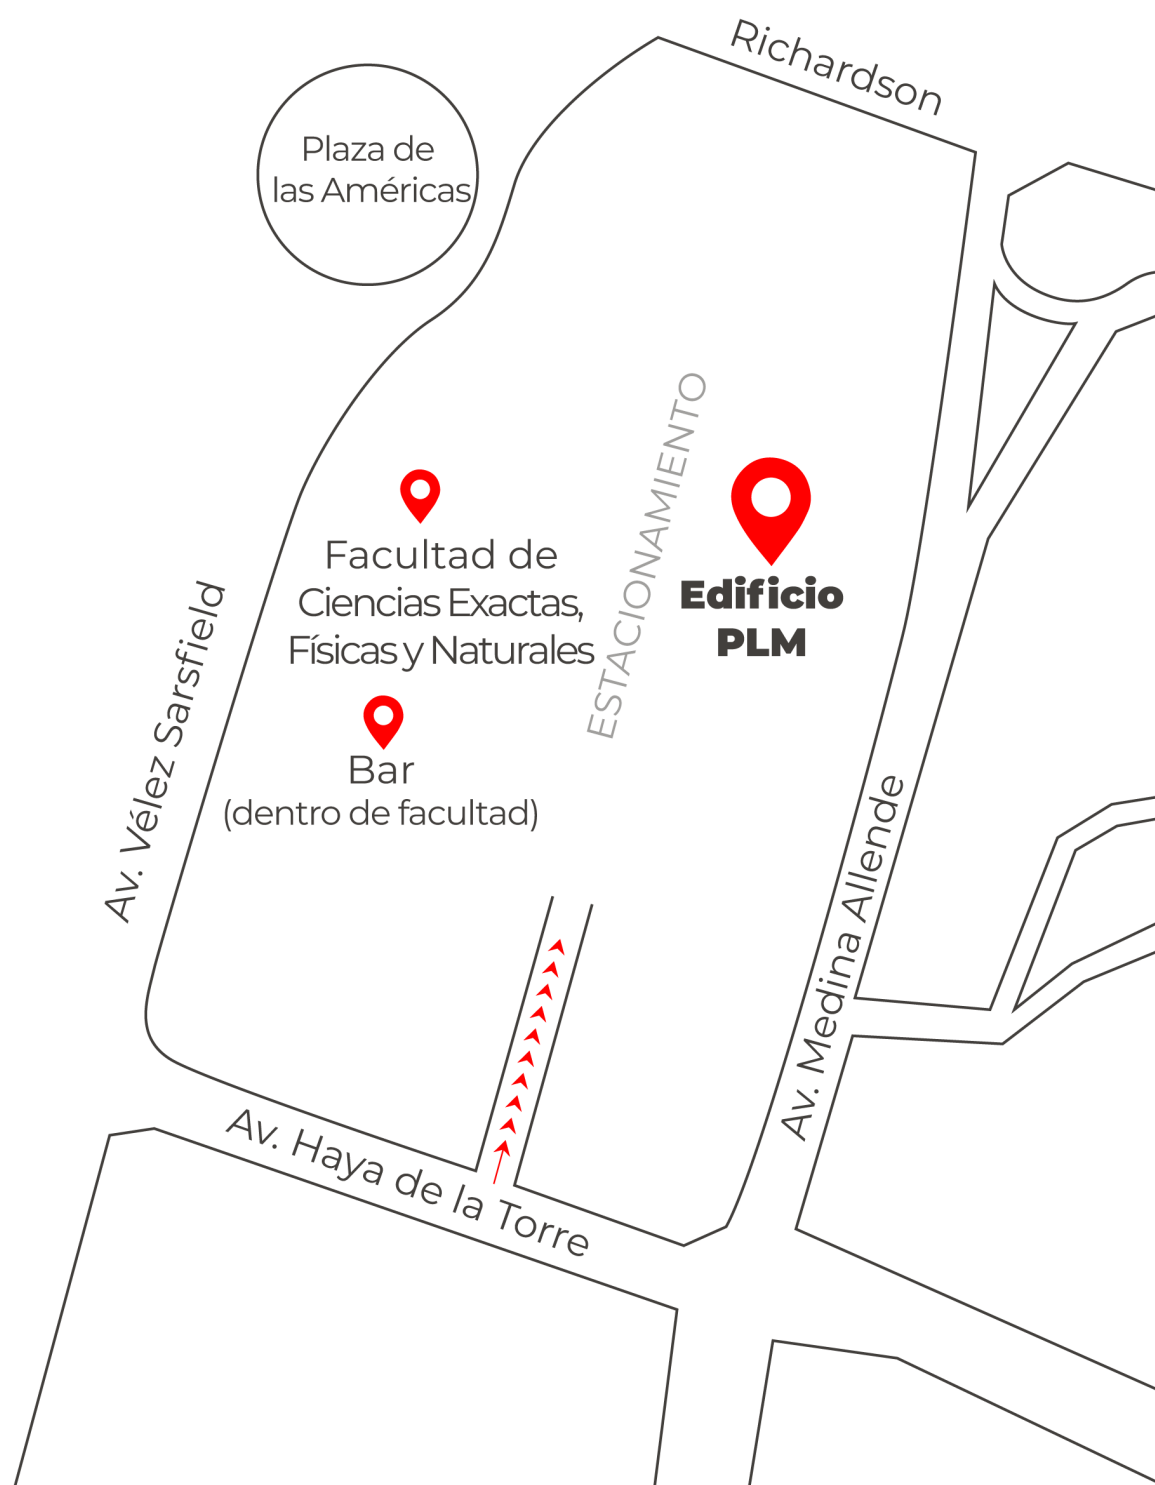 Richardson
Plaza de
las Américas
ESTACIONAMIENTO
Facultad de
Ciencias Exactas,
Físicas y Naturales
Edificio
PLM
Av. Vélez Sarsfield
Bar
(dentro de facultad)
Av. Medina Allende
Av. Haya de la Torre